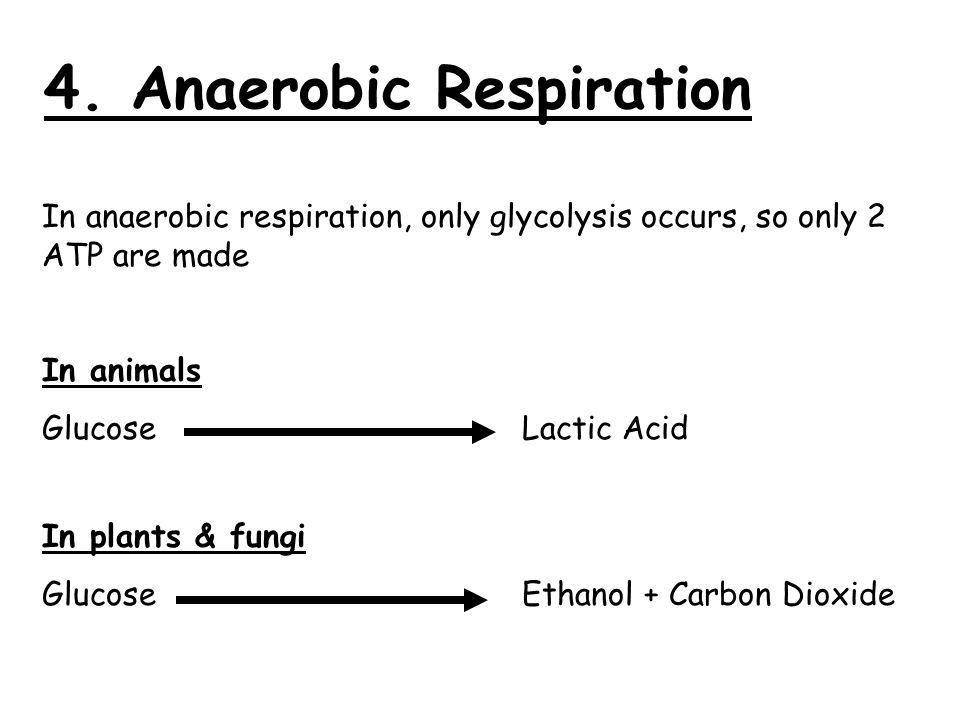 4. Anaerobic Respiration
In anaerobic respiration, only glycolysis occurs, so only 2
ATP are made
In animals
Glucose Lactic Acid
In plants & fungi
Glucose Ethanol + Carbon Dioxide